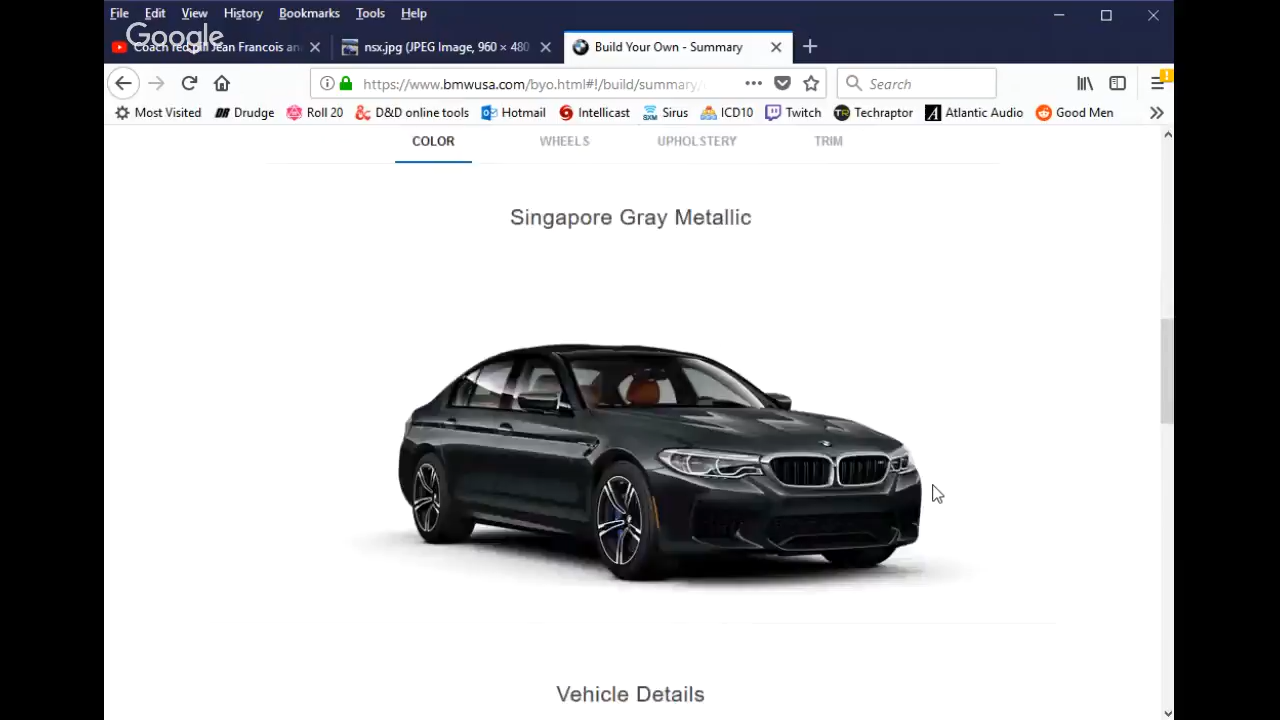 File Edit View History Bookmarks Tools Help
Google
Coach red pill Jean Francois an
nsx.jpg (JPEG Image, 960 × 480
Build Your Own - Summary
https://www.bmwusa.com/byo.html#!/build/summary/
Search
Most Visited Drudge Roll 20 D&D online tools Hotmail Intellicast Sirus ICD10 Twitch Techraptor Atlantic Audio Good Men
COLOR WHEELS UPHOLSTERY TRIM
Singapore Gray Metallic
Vehicle Details